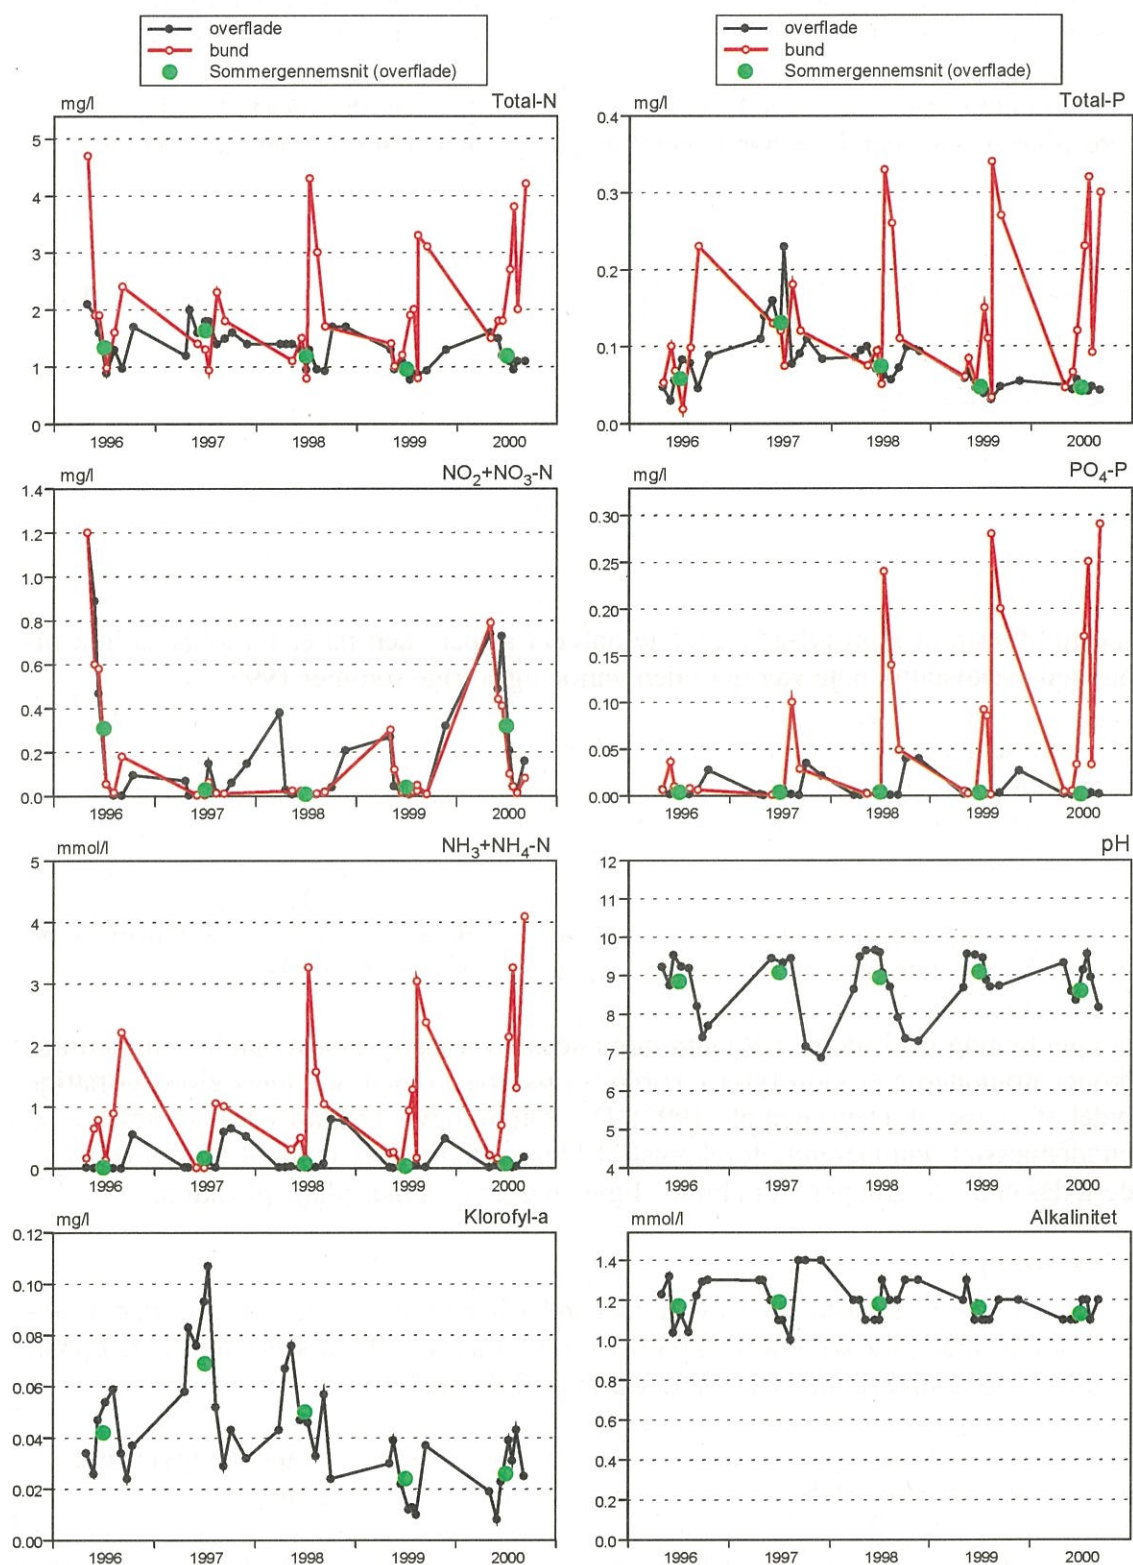 overflade
bund
Sommergennemsnit (overflade)
overflade
bund
Sommergennemsnit (overflade)
mg/l
Total-N
5
4
3
2
1
0
1996 1997 1998 1999 2000
mg/l
Total-P
0.4
0.3
0.2
0.1
0.0
1996 1997 1998 1999 2000
mg/l
NO₂+NO₃-N
1.4
1.2
1.0
0.8
0.6
0.4
0.2
0.0
1996 1997 1998 1999 2000
mg/l
PO₄-P
0.30
0.25
0.20
0.15
0.10
0.05
0.00
1996 1997 1998 1999 2000
mmol/l
NH₃+NH₄-N
5
4
3
2
1
0
1996 1997 1998 1999 2000
pH
12
11
10
9
8
7
6
5
4
1996 1997 1998 1999 2000
mg/l
Klorofyl-a
0.12
0.10
0.08
0.06
0.04
0.02
0.00
1996 1997 1998 1999 2000
mmol/l
Alkalinitet
1.4
1.2
1.0
0.8
0.6
0.4
0.2
0.0
1996 1997 1998 1999 2000